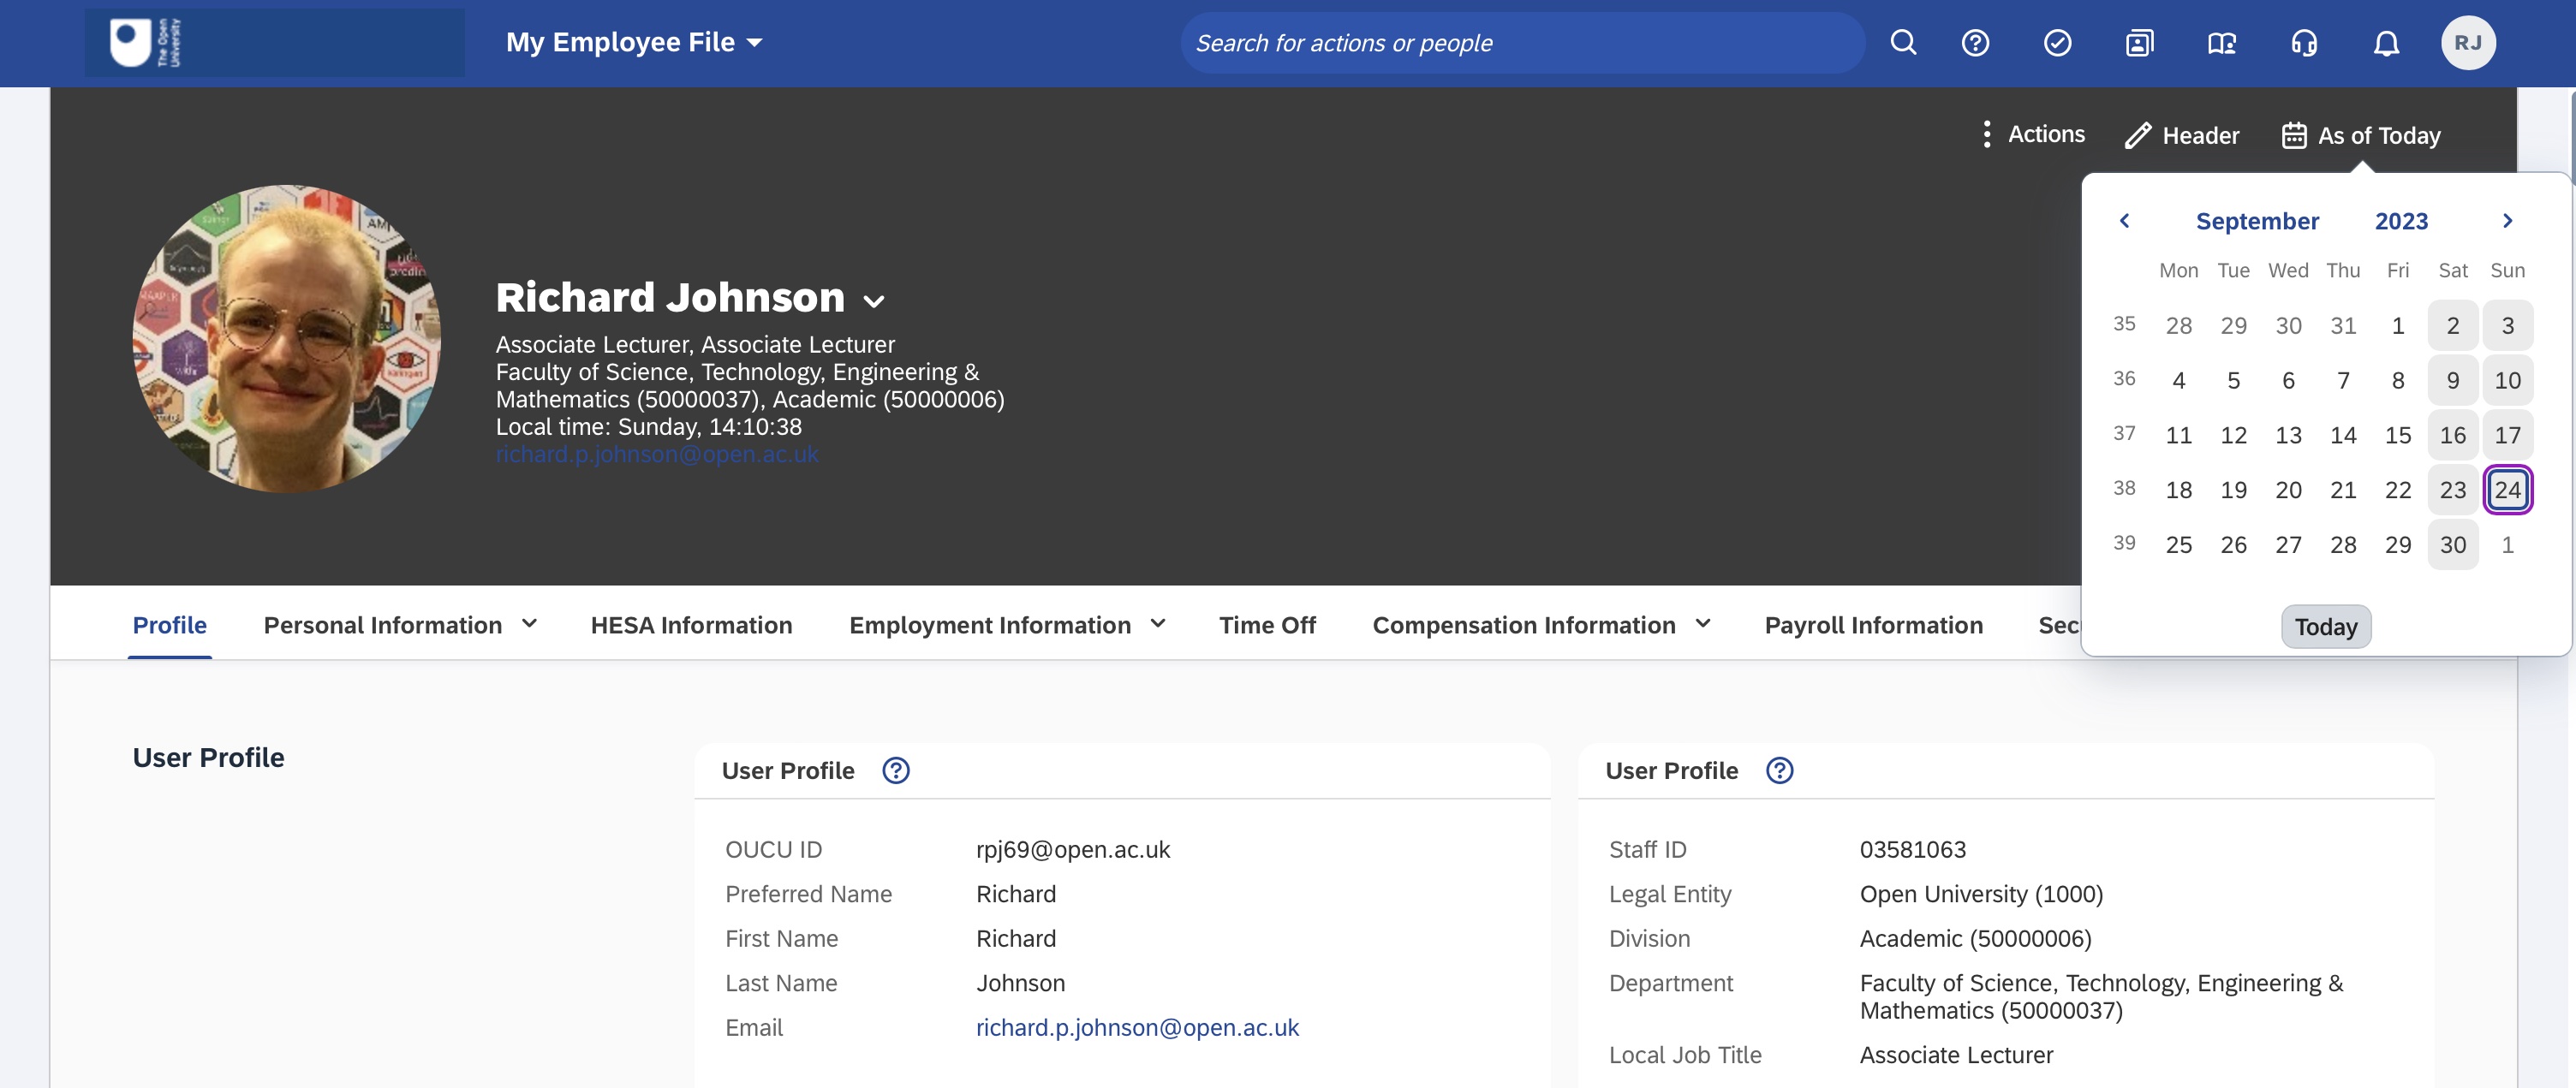 The Open
University
My Employee File
Search for actions or people
RJ
Actions
Header
As of Today
Richard Johnson
Associate Lecturer, Associate Lecturer
Faculty of Science, Technology, Engineering &
Mathematics (50000037), Academic (50000006)
Local time: Sunday, 14:10:38
richard.p.johnson@open.ac.uk
September 2023
Mon Tue Wed Thu Fri Sat Sun
35 28 29 30 31 1 2 3
36 4 5 6 7 8 9 10
37 11 12 13 14 15 16 17
38 18 19 20 21 22 23 24
39 25 26 27 28 29 30 1
Today
Profile Personal Information HESA Information Employment Information Time Off Compensation Information Payroll Information
User Profile
User Profile
OUCU ID rpj69@open.ac.uk
Preferred Name Richard
First Name Richard
Last Name Johnson
Email richard.p.johnson@open.ac.uk
User Profile
Staff ID 03581063
Legal Entity Open University (1000)
Division Academic (50000006)
Department Faculty of Science, Technology, Engineering &
Mathematics (50000037)
Local Job Title Associate Lecturer